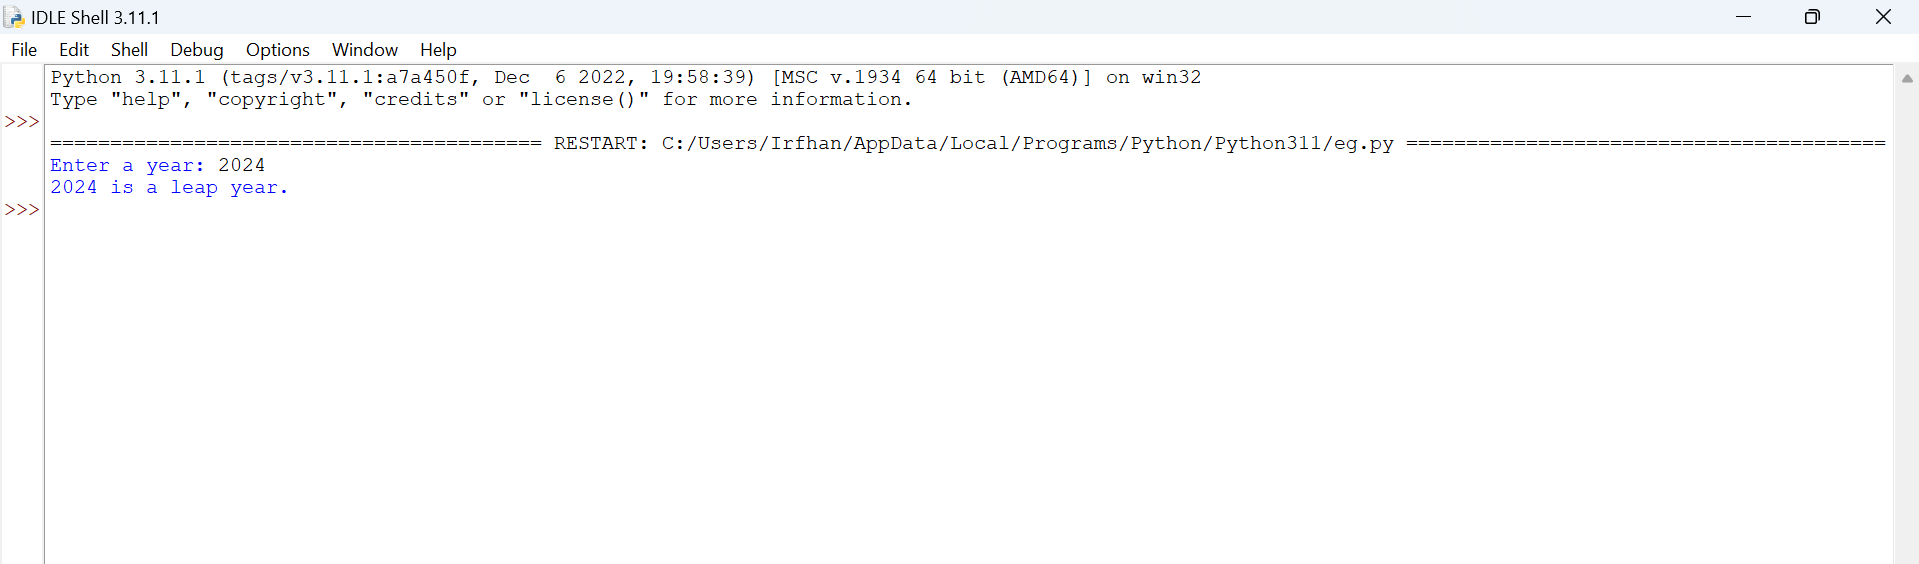 IDLE Shell 3.11.1
File Edit Shell Debug Options Window Help
Python 3.11.1 (tags/v3.11.1:a7a450f, Dec  6 2022, 19:58:39) [MSC v.1934 64 bit (AMD64)] on win32
Type "help", "copyright", "credits" or "license()" for more information.
>>>
========================================= RESTART: C:/Users/Irfhan/AppData/Local/Programs/Python/Python311/eg.py ========================================
Enter a year: 2024
2024 is a leap year.
>>>